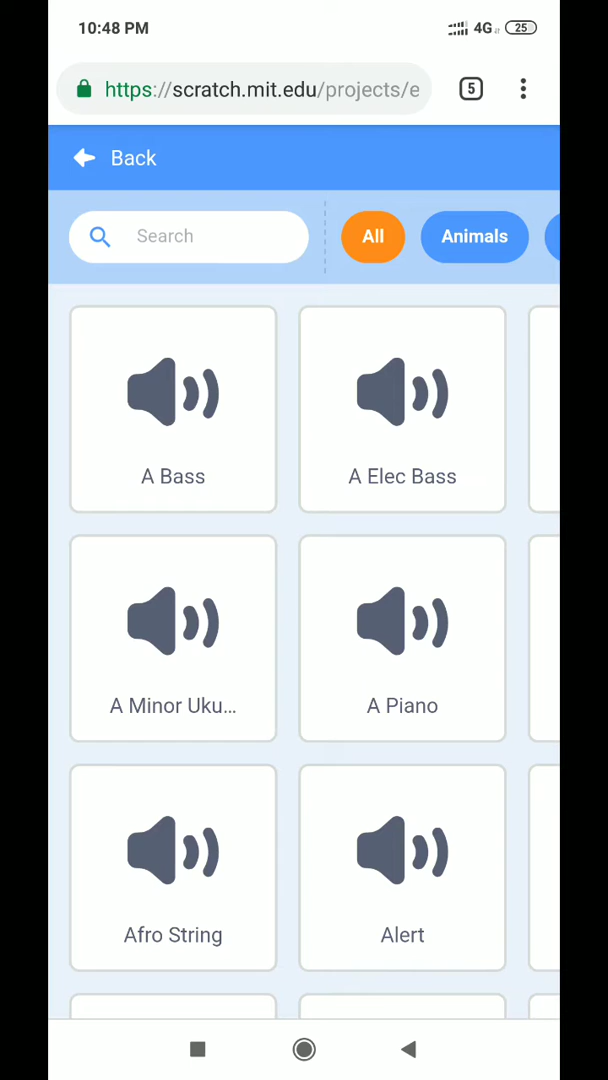 10:48 PM 4G 25
https://scratch.mit.edu/projects/e 5
Back
Search All Animals
A Bass A Elec Bass
A Minor Uku... A Piano
Afro String Alert